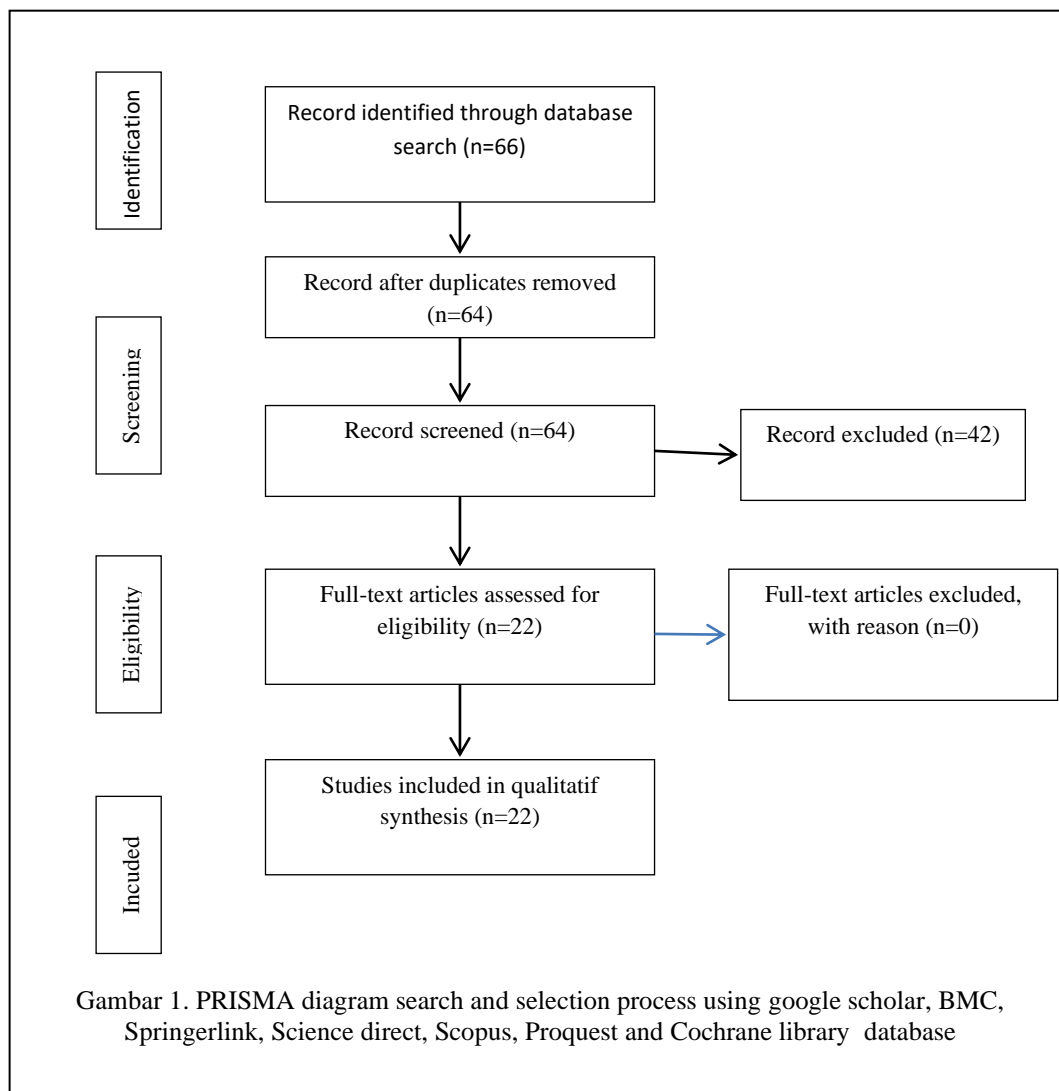 Identification
Record identified through database
search (n=66)
Record after duplicates removed
(n=64)
Screening
Record screened (n=64)
Record excluded (n=42)
Eligibility
Full-text articles assessed for
eligibility (n=22)
Full-text articles excluded,
with reason (n=0)
Incuded
Studies included in qualitatif
synthesis (n=22)
Gambar 1. PRISMA diagram search and selection process using google scholar, BMC,
Springerlink, Science direct, Scopus, Proquest and Cochrane library database